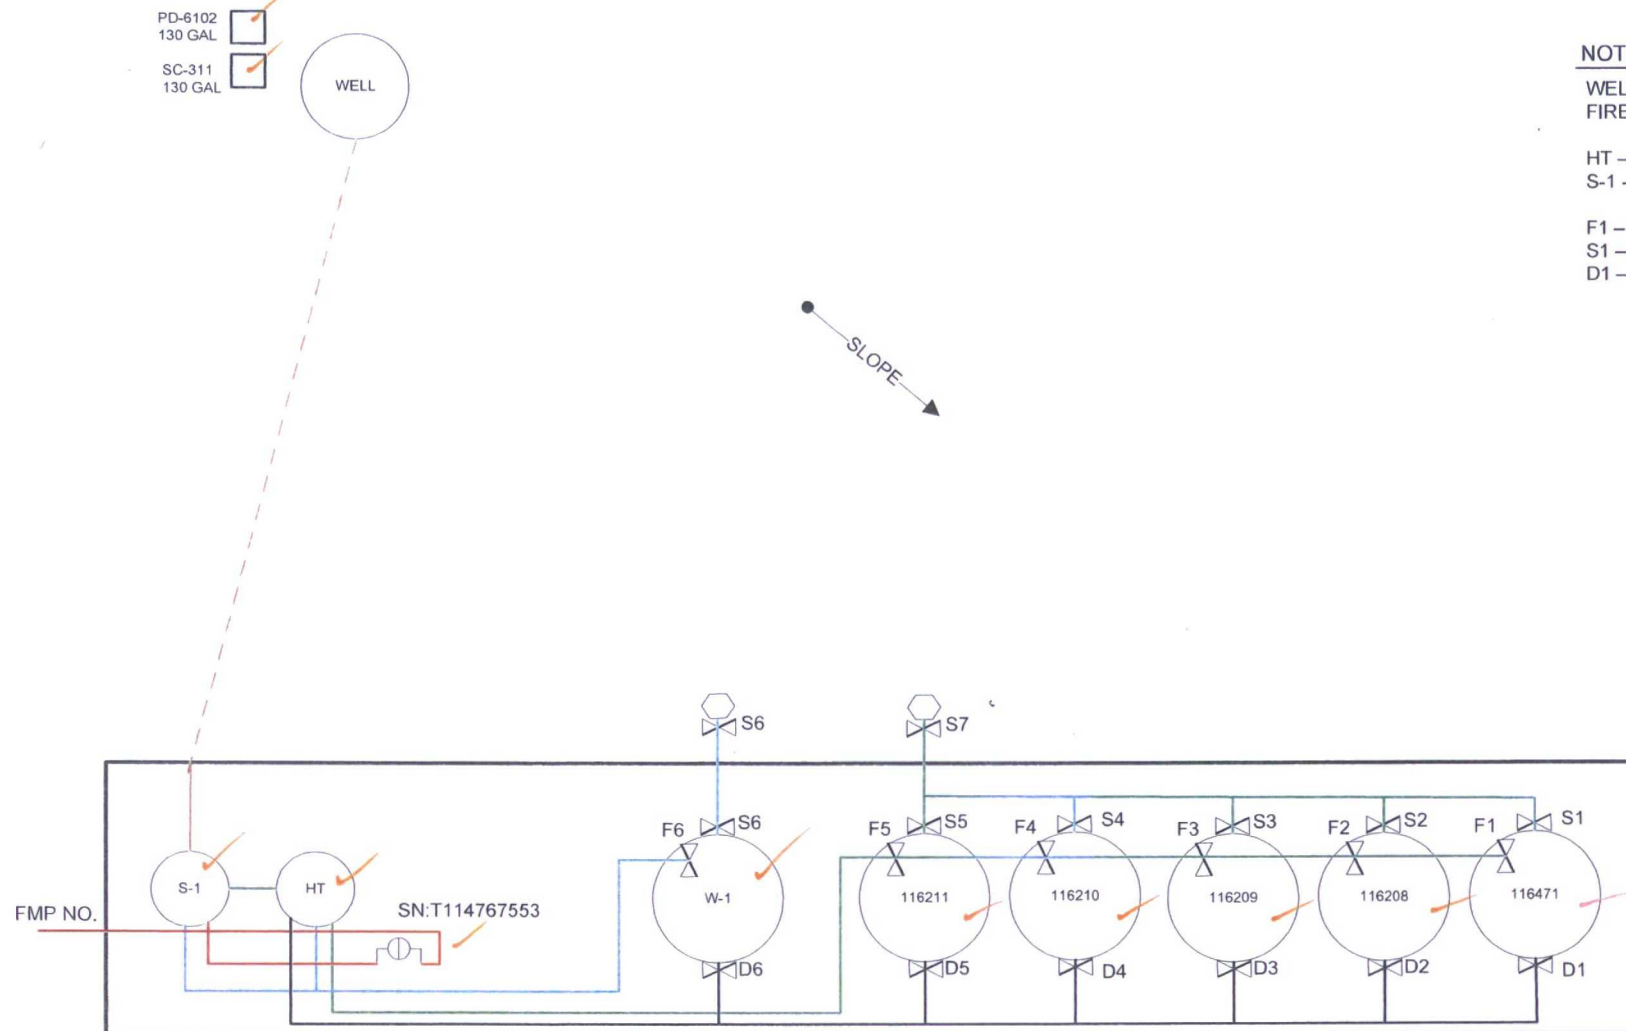 PD-6102
130 GAL
SC-311
130 GAL
WELL
NOT
WEL
FIRE
HT –
S-1 -
F1 –
S1 –
D1 –
SLOPE
S6
S7
F6
S6
F5
S5
F4
S4
F3
S3
F2
S2
F1
S1
S-1
HT
W-1
116211
116210
116209
116208
116471
FMP NO.
SN:T114767553
D6
D5
D4
D3
D2
D1